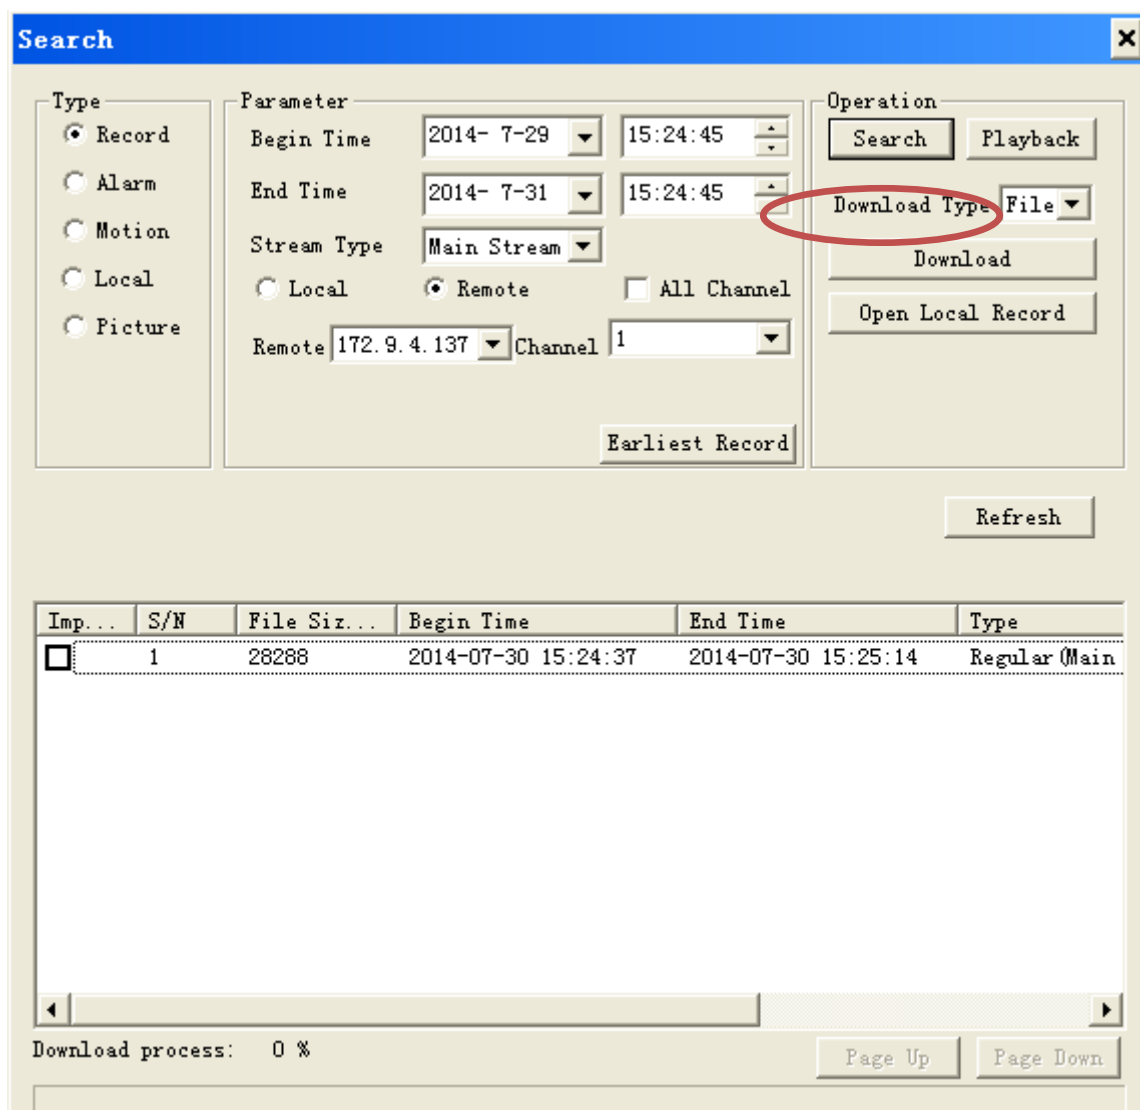 Search
Type
Record
Alarm
Motion
Local
Picture
Parameter
Begin Time 2014- 7-29 15:24:45
End Time 2014- 7-31 15:24:45
Stream Type Main Stream
Local Remote All Channel
Remote 172.9.4.137 Channel 1
Earliest Record
Operation
Search Playback
Download Type File
Download
Open Local Record
Refresh
Imp... S/N File Siz... Begin Time End Time Type
1 28288 2014-07-30 15:24:37 2014-07-30 15:25:14 Regular(Main
Download process: 0 %
Page Up Page Down